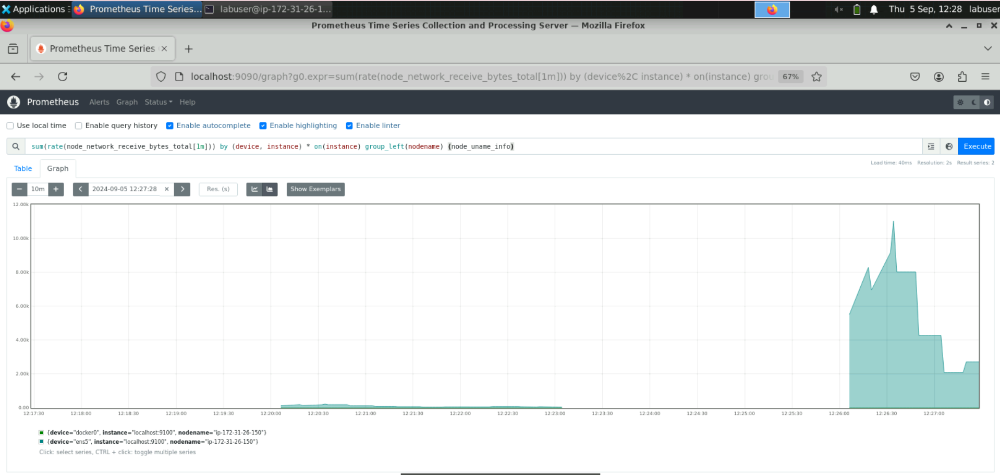 Applications
Prometheus Time Series...
labuser@ip-172-31-26-1...
Thu 5 Sep, 12:28 labuser
Prometheus Time Series Collection and Processing Server — Mozilla Firefox
Prometheus Time Series
localhost:9090/graph?g0.expr=sum(rate(node_network_receive_bytes_total[1m])) by (device%2C instance) * on(instance) grou
67%
Prometheus Alerts Graph Status Help
Use local time Enable query history Enable autocomplete Enable highlighting Enable linter
sum(rate(node_network_receive_bytes_total[1m])) by (device, instance) * on(instance) group_left(nodename) (node_uname_info)
Execute
Table Graph
Load time: 40ms Resolution: 2s Result series: 2
− 10m + 2024-09-05 12:27:28 × Res. (s) Show Exemplars
12.00k
10.00k
8.00k
6.00k
4.00k
2.00k
0.00
12:17:30 12:18:00 12:18:30 12:19:00 12:19:30 12:20:00 12:20:30 12:21:00 12:21:30 12:22:00 12:22:30 12:23:00 12:23:30 12:24:00 12:24:30 12:25:00 12:25:30 12:26:00 12:26:30 12:27:00
{device="docker0", instance="localhost:9100", nodename="ip-172-31-26-150"}
{device="ens5", instance="localhost:9100", nodename="ip-172-31-26-150"}
Click: select series, CTRL + click: toggle multiple series